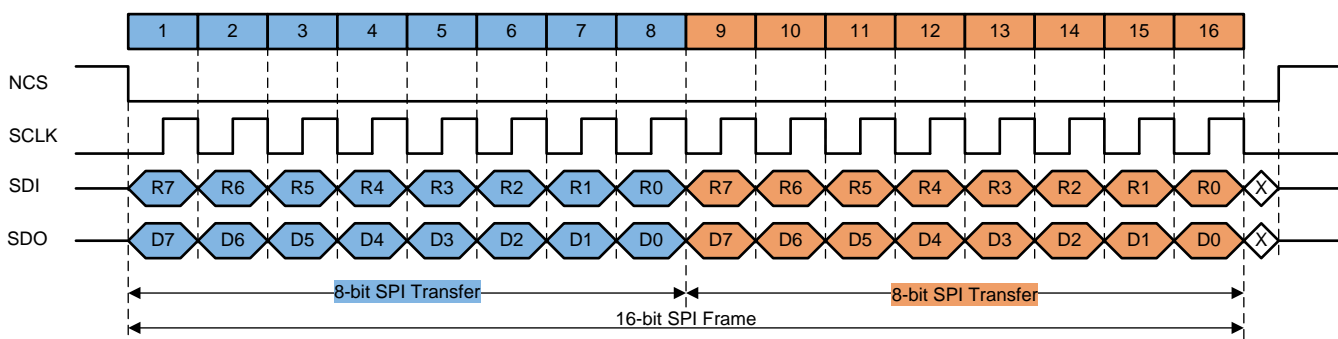 1 2 3 4 5 6 7 8 9 10 11 12 13 14 15 16
NCS
SCLK
SDI R7 R6 R5 R4 R3 R2 R1 R0 R7 R6 R5 R4 R3 R2 R1 R0 X
SDO D7 D6 D5 D4 D3 D2 D1 D0 D7 D6 D5 D4 D3 D2 D1 D0 X
8-bit SPI Transfer 8-bit SPI Transfer
16-bit SPI Frame